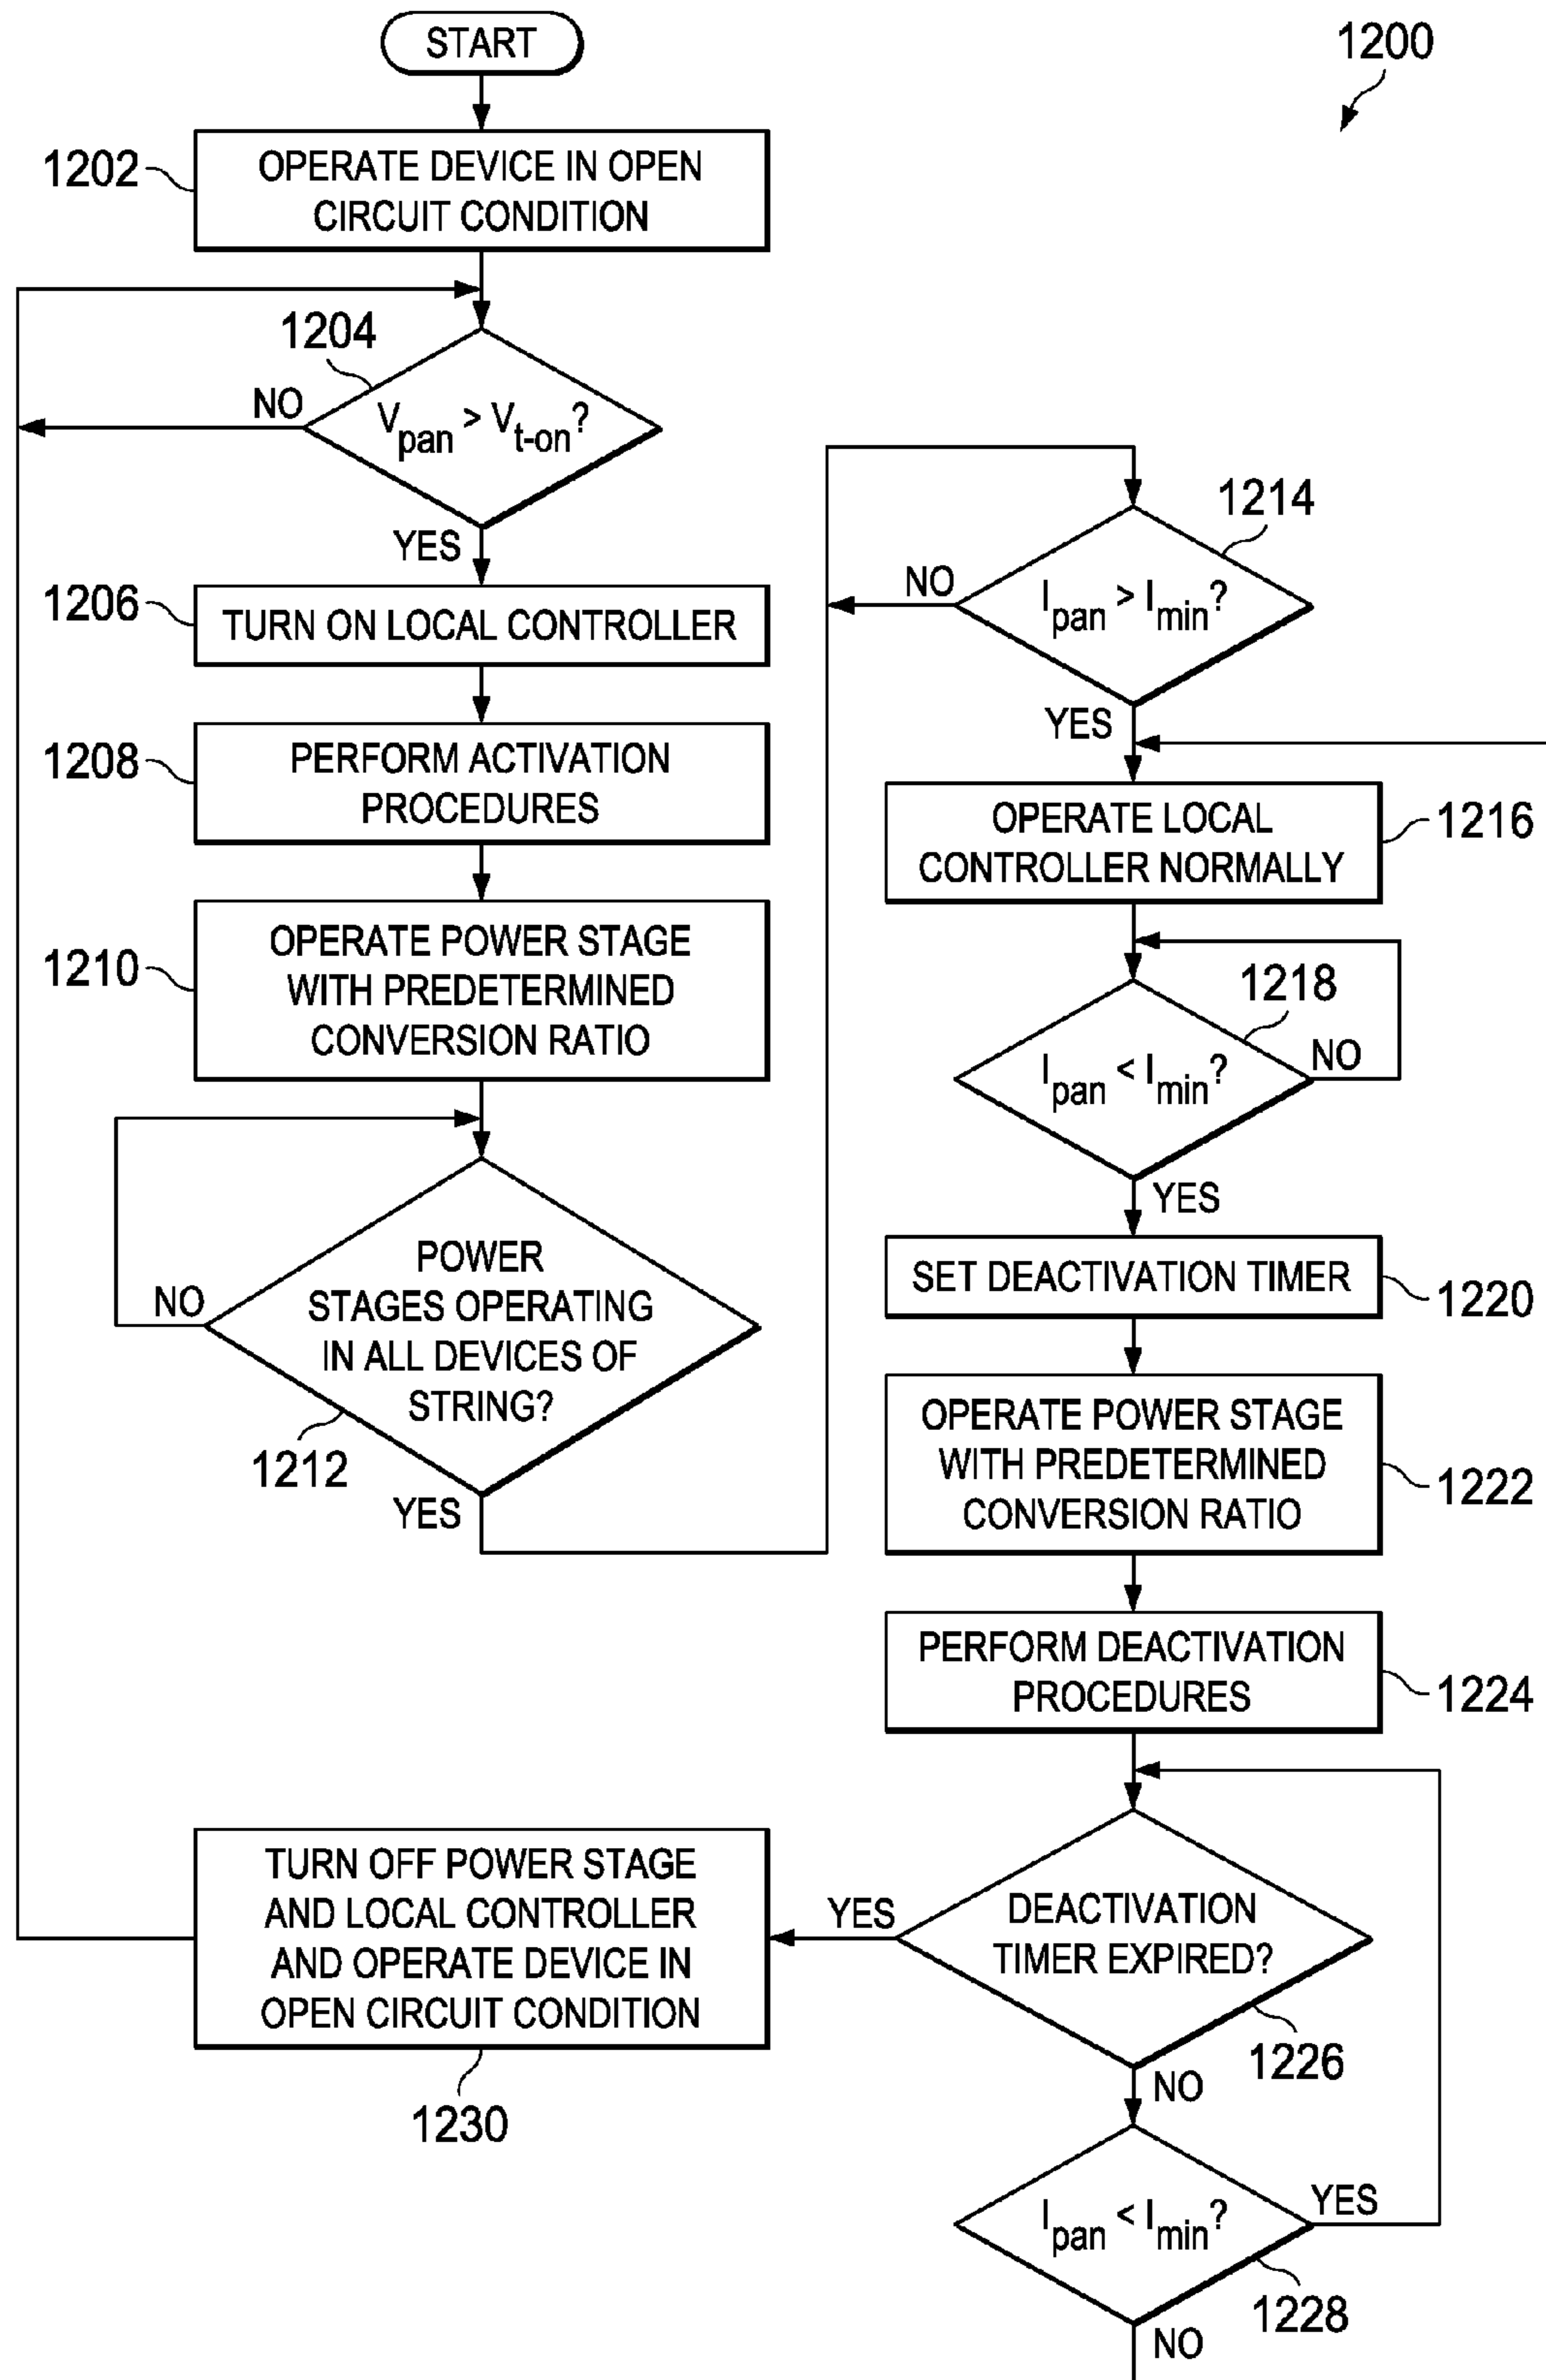 START
1200
1202
OPERATE DEVICE IN OPEN
CIRCUIT CONDITION
1204
NO
Vpan > Vt-on?
YES
1206
TURN ON LOCAL CONTROLLER
1208
PERFORM ACTIVATION
PROCEDURES
1210
OPERATE POWER STAGE
WITH PREDETERMINED
CONVERSION RATIO
NO
POWER
STAGES OPERATING
IN ALL DEVICES OF
STRING?
1212
YES
1214
NO
Ipan > Imin?
YES
OPERATE LOCAL
CONTROLLER NORMALLY
1216
1218
Ipan < Imin?
NO
YES
SET DEACTIVATION TIMER
1220
OPERATE POWER STAGE
WITH PREDETERMINED
CONVERSION RATIO
1222
PERFORM DEACTIVATION
PROCEDURES
1224
DEACTIVATION
TIMER EXPIRED?
1226
YES
NO
TURN OFF POWER STAGE
AND LOCAL CONTROLLER
AND OPERATE DEVICE IN
OPEN CIRCUIT CONDITION
1230
Ipan < Imin?
YES
1228
NO